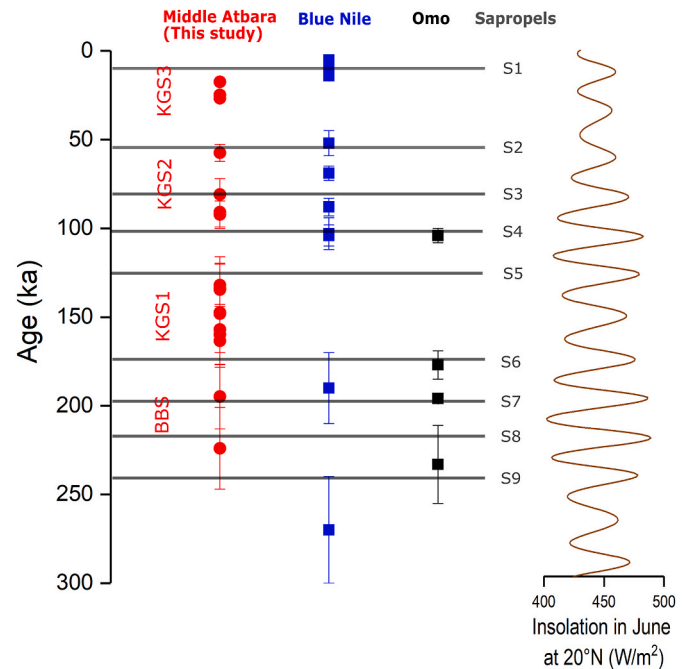 Middle Atbara
(This study)
Blue Nile
Omo
Sapropels
0
50
100
150
200
250
300
Age (ka)
KGS3
KGS2
KGS1
BBS
S1
S2
S3
S4
S5
S6
S7
S8
S9
400
450
500
Insolation in June
at 20°N (W/m²)